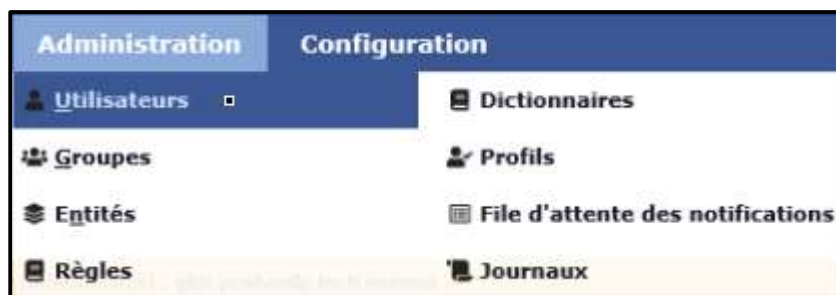 Administration Configuration
Utilisateurs Dictionnaires
Groupes Profils
Entités File d'attente des notifications
Règles Journaux